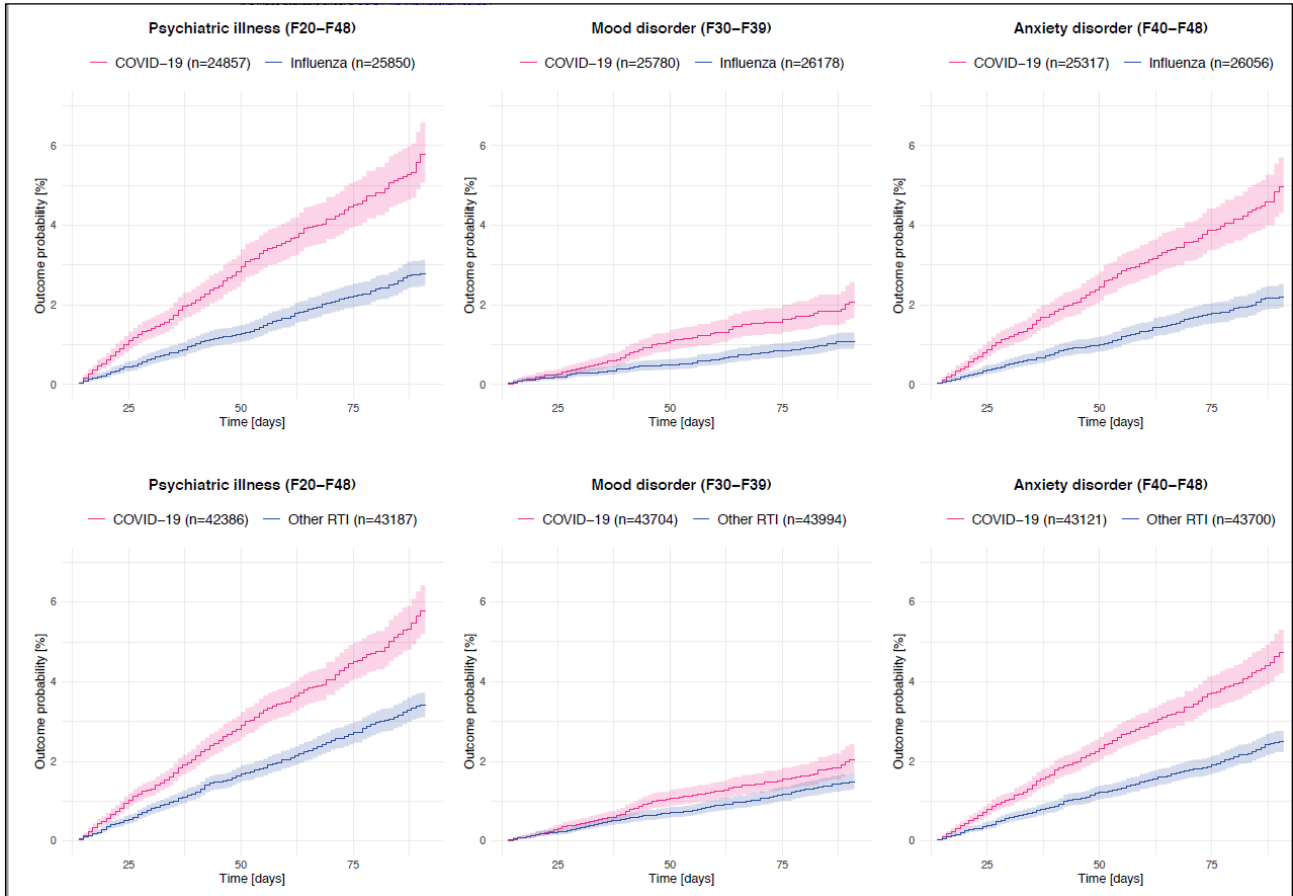 Psychiatric illness (F20−F48)
COVID−19 (n=24857) Influenza (n=25850)
Outcome probability [%]
6
4
2
0
25 50 75
Time [days]
Mood disorder (F30−F39)
COVID−19 (n=25780) Influenza (n=26178)
Outcome probability [%]
6
4
2
0
25 50 75
Time [days]
Anxiety disorder (F40−F48)
COVID−19 (n=25317) Influenza (n=26056)
Outcome probability [%]
6
4
2
0
25 50 75
Time [days]
Psychiatric illness (F20−F48)
COVID−19 (n=42386) Other RTI (n=43187)
Outcome probability [%]
6
4
2
0
25 50 75
Time [days]
Mood disorder (F30−F39)
COVID−19 (n=43704) Other RTI (n=43994)
Outcome probability [%]
6
4
2
0
25 50 75
Time [days]
Anxiety disorder (F40−F48)
COVID−19 (n=43121) Other RTI (n=43700)
Outcome probability [%]
6
4
2
0
25 50 75
Time [days]